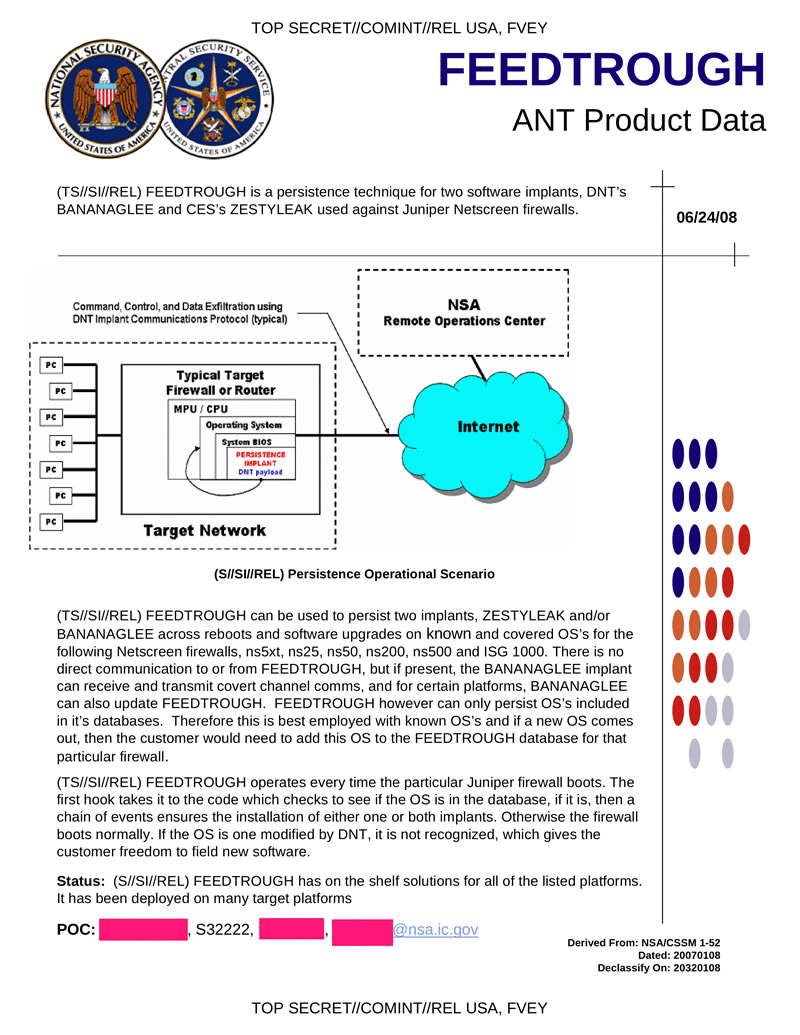 TOP SECRET//COMINT//REL USA, FVEY
NATIONAL SECURITY AGENCY
UNITED STATES OF AMERICA
CENTRAL SECURITY SERVICE
UNITED STATES OF AMERICA
FEEDTROUGH
ANT Product Data
(TS//SI//REL) FEEDTROUGH is a persistence technique for two software implants, DNT’s
BANANAGLEE and CES’s ZESTYLEAK used against Juniper Netscreen firewalls.
06/24/08
Command, Control, and Data Exfiltration using
DNT Implant Communications Protocol (typical)
NSA
Remote Operations Center
PC
PC
PC
PC
PC
PC
PC
Typical Target
Firewall or Router
MPU / CPU
Operating System
System BIOS
PERSISTENCE
IMPLANT
DNT payload
Internet
Target Network
(S//SI//REL) Persistence Operational Scenario
(TS//SI//REL) FEEDTROUGH can be used to persist two implants, ZESTYLEAK and/or
BANANAGLEE across reboots and software upgrades on known and covered OS’s for the
following Netscreen firewalls, ns5xt, ns25, ns50, ns200, ns500 and ISG 1000. There is no
direct communication to or from FEEDTROUGH, but if present, the BANANAGLEE implant
can receive and transmit covert channel comms, and for certain platforms, BANANAGLEE
can also update FEEDTROUGH. FEEDTROUGH however can only persist OS’s included
in it’s databases. Therefore this is best employed with known OS’s and if a new OS comes
out, then the customer would need to add this OS to the FEEDTROUGH database for that
particular firewall.
(TS//SI//REL) FEEDTROUGH operates every time the particular Juniper firewall boots. The
first hook takes it to the code which checks to see if the OS is in the database, if it is, then a
chain of events ensures the installation of either one or both implants. Otherwise the firewall
boots normally. If the OS is one modified by DNT, it is not recognized, which gives the
customer freedom to field new software.
Status: (S//SI//REL) FEEDTROUGH has on the shelf solutions for all of the listed platforms.
It has been deployed on many target platforms
POC: , S32222, , @nsa.ic.gov
Derived From: NSA/CSSM 1-52
Dated: 20070108
Declassify On: 20320108
TOP SECRET//COMINT//REL USA, FVEY